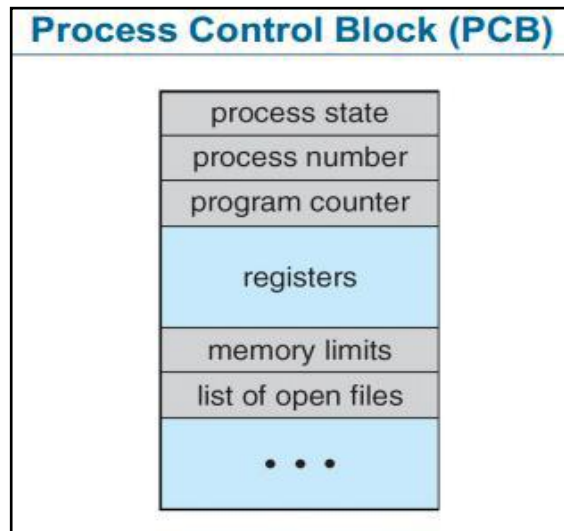 Process Control Block (PCB)
process state
process number
program counter
registers
memory limits
list of open files
• • •